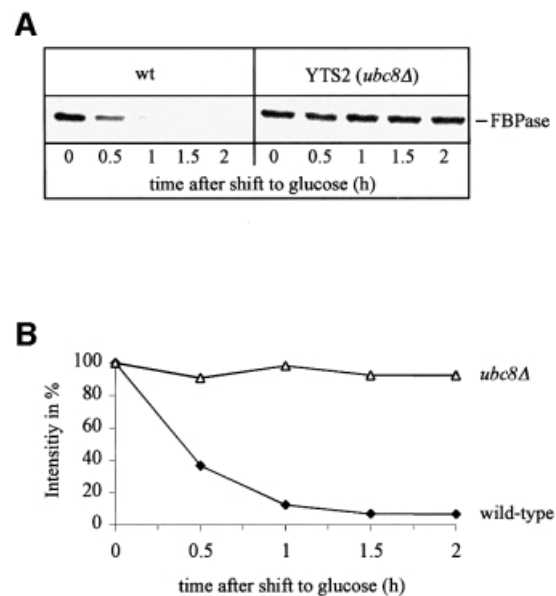 A
wt YTS2 (ubc8Δ)
FBPase
0 0.5 1 1.5 2 0 0.5 1 1.5 2
time after shift to glucose (h)
B
Intensitiy in %
100
80
60
40
20
0
ubc8Δ
wild-type
0 0.5 1 1.5 2
time after shift to glucose (h)